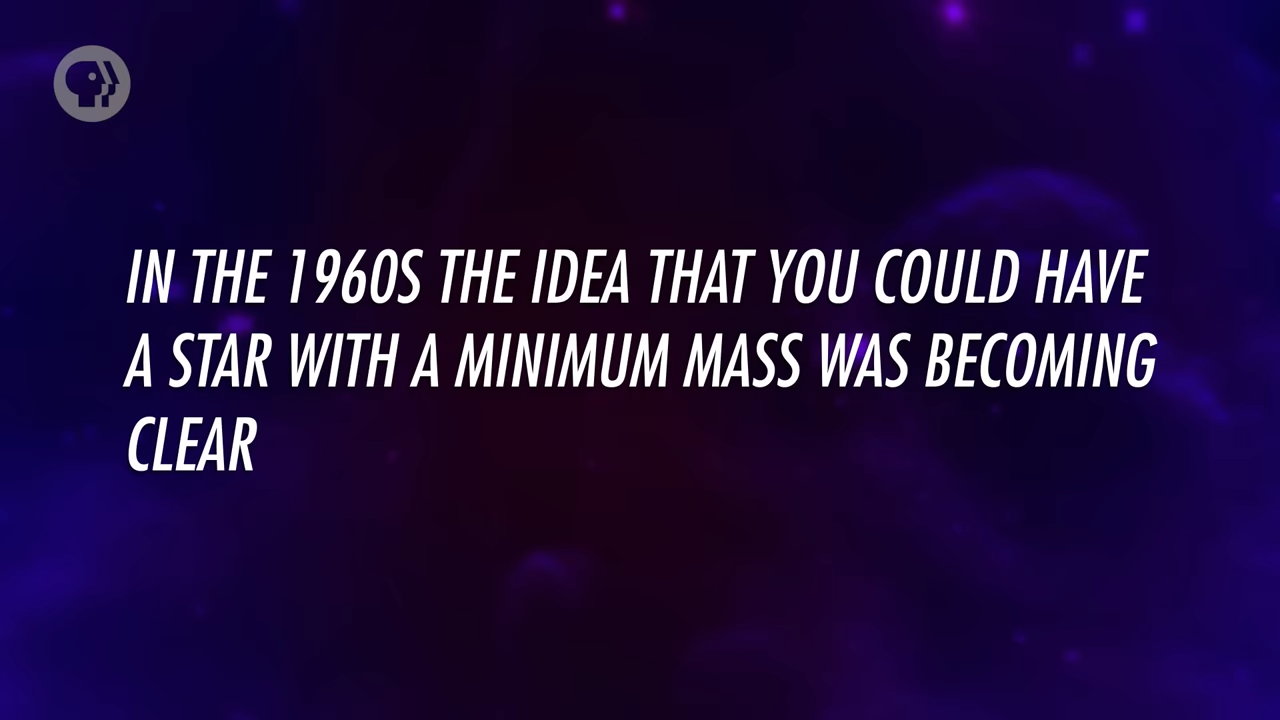 IN THE 1960S THE IDEA THAT YOU COULD HAVE
A STAR WITH A MINIMUM MASS WAS BECOMING
CLEAR